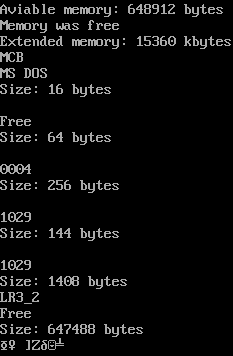 Aviable memory: 648912 bytes
Memory was free
Extended memory: 15360 kbytes
MCB
MS DOS
Size: 16 bytes
Free
Size: 64 bytes
0004
Size: 256 bytes
1029
Size: 144 bytes
1029
Size: 1408 bytes
LR3_2
Free
Size: 647488 bytes